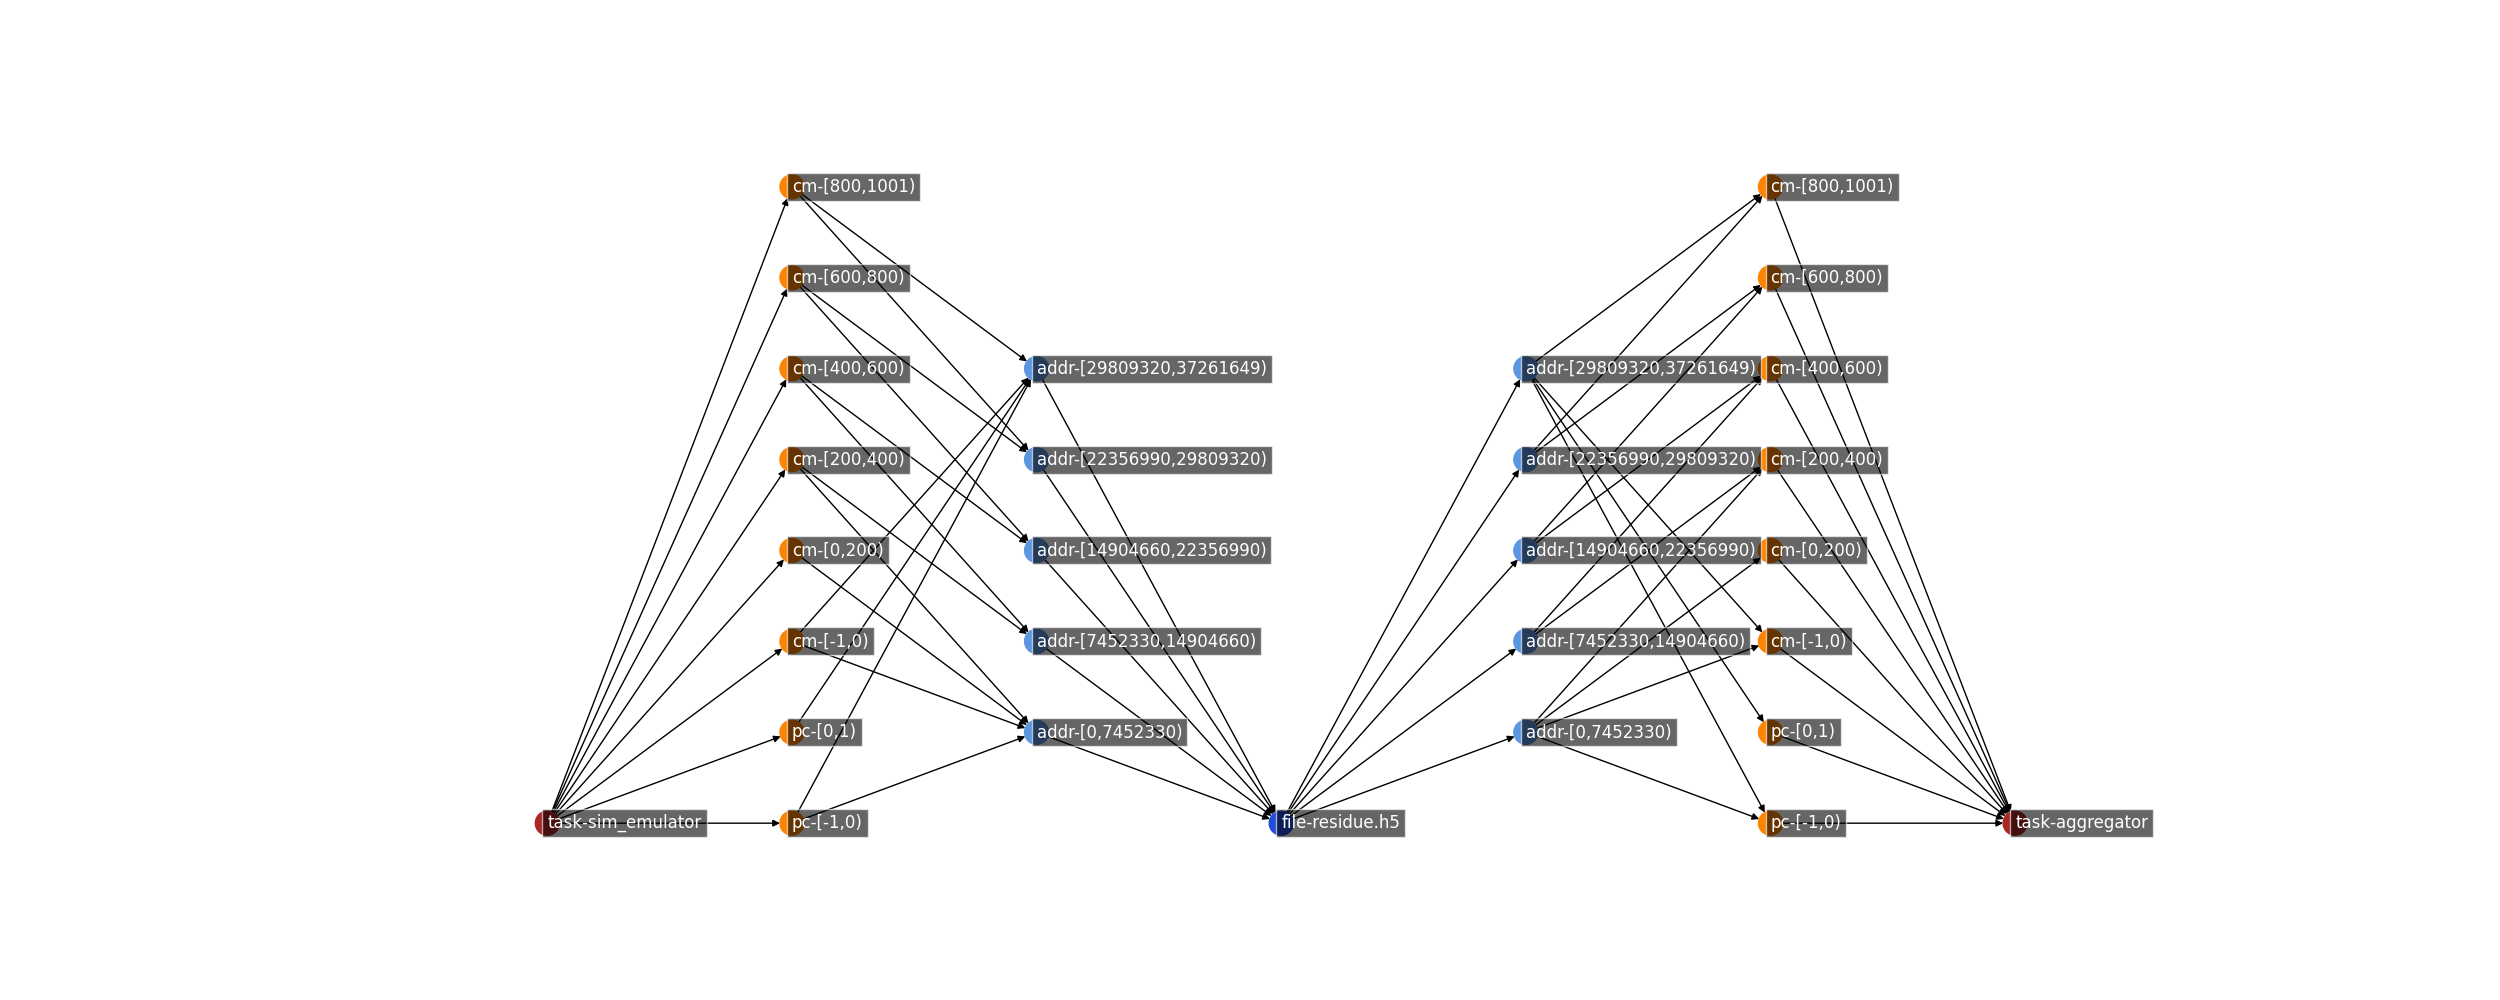 cm-[800,1001)
cm-[800,1001)
cm-[600,800)
cm-[600,800)
cm-[400,600)
addr-[29809320,37261649)
addr-[29809320,37261649)
cm-[400,600)
cm-[200,400)
addr-[22356990,29809320)
addr-[22356990,29809320)
cm-[200,400)
cm-[0,200)
addr-[14904660,22356990)
addr-[14904660,22356990)
cm-[0,200)
cm-[-1,0)
addr-[7452330,14904660)
addr-[7452330,14904660)
cm-[-1,0)
pc-[0,1)
addr-[0,7452330)
addr-[0,7452330)
pc-[0,1)
task-sim_emulator
pc-[-1,0)
file-residue.h5
pc-[-1,0)
task-aggregator